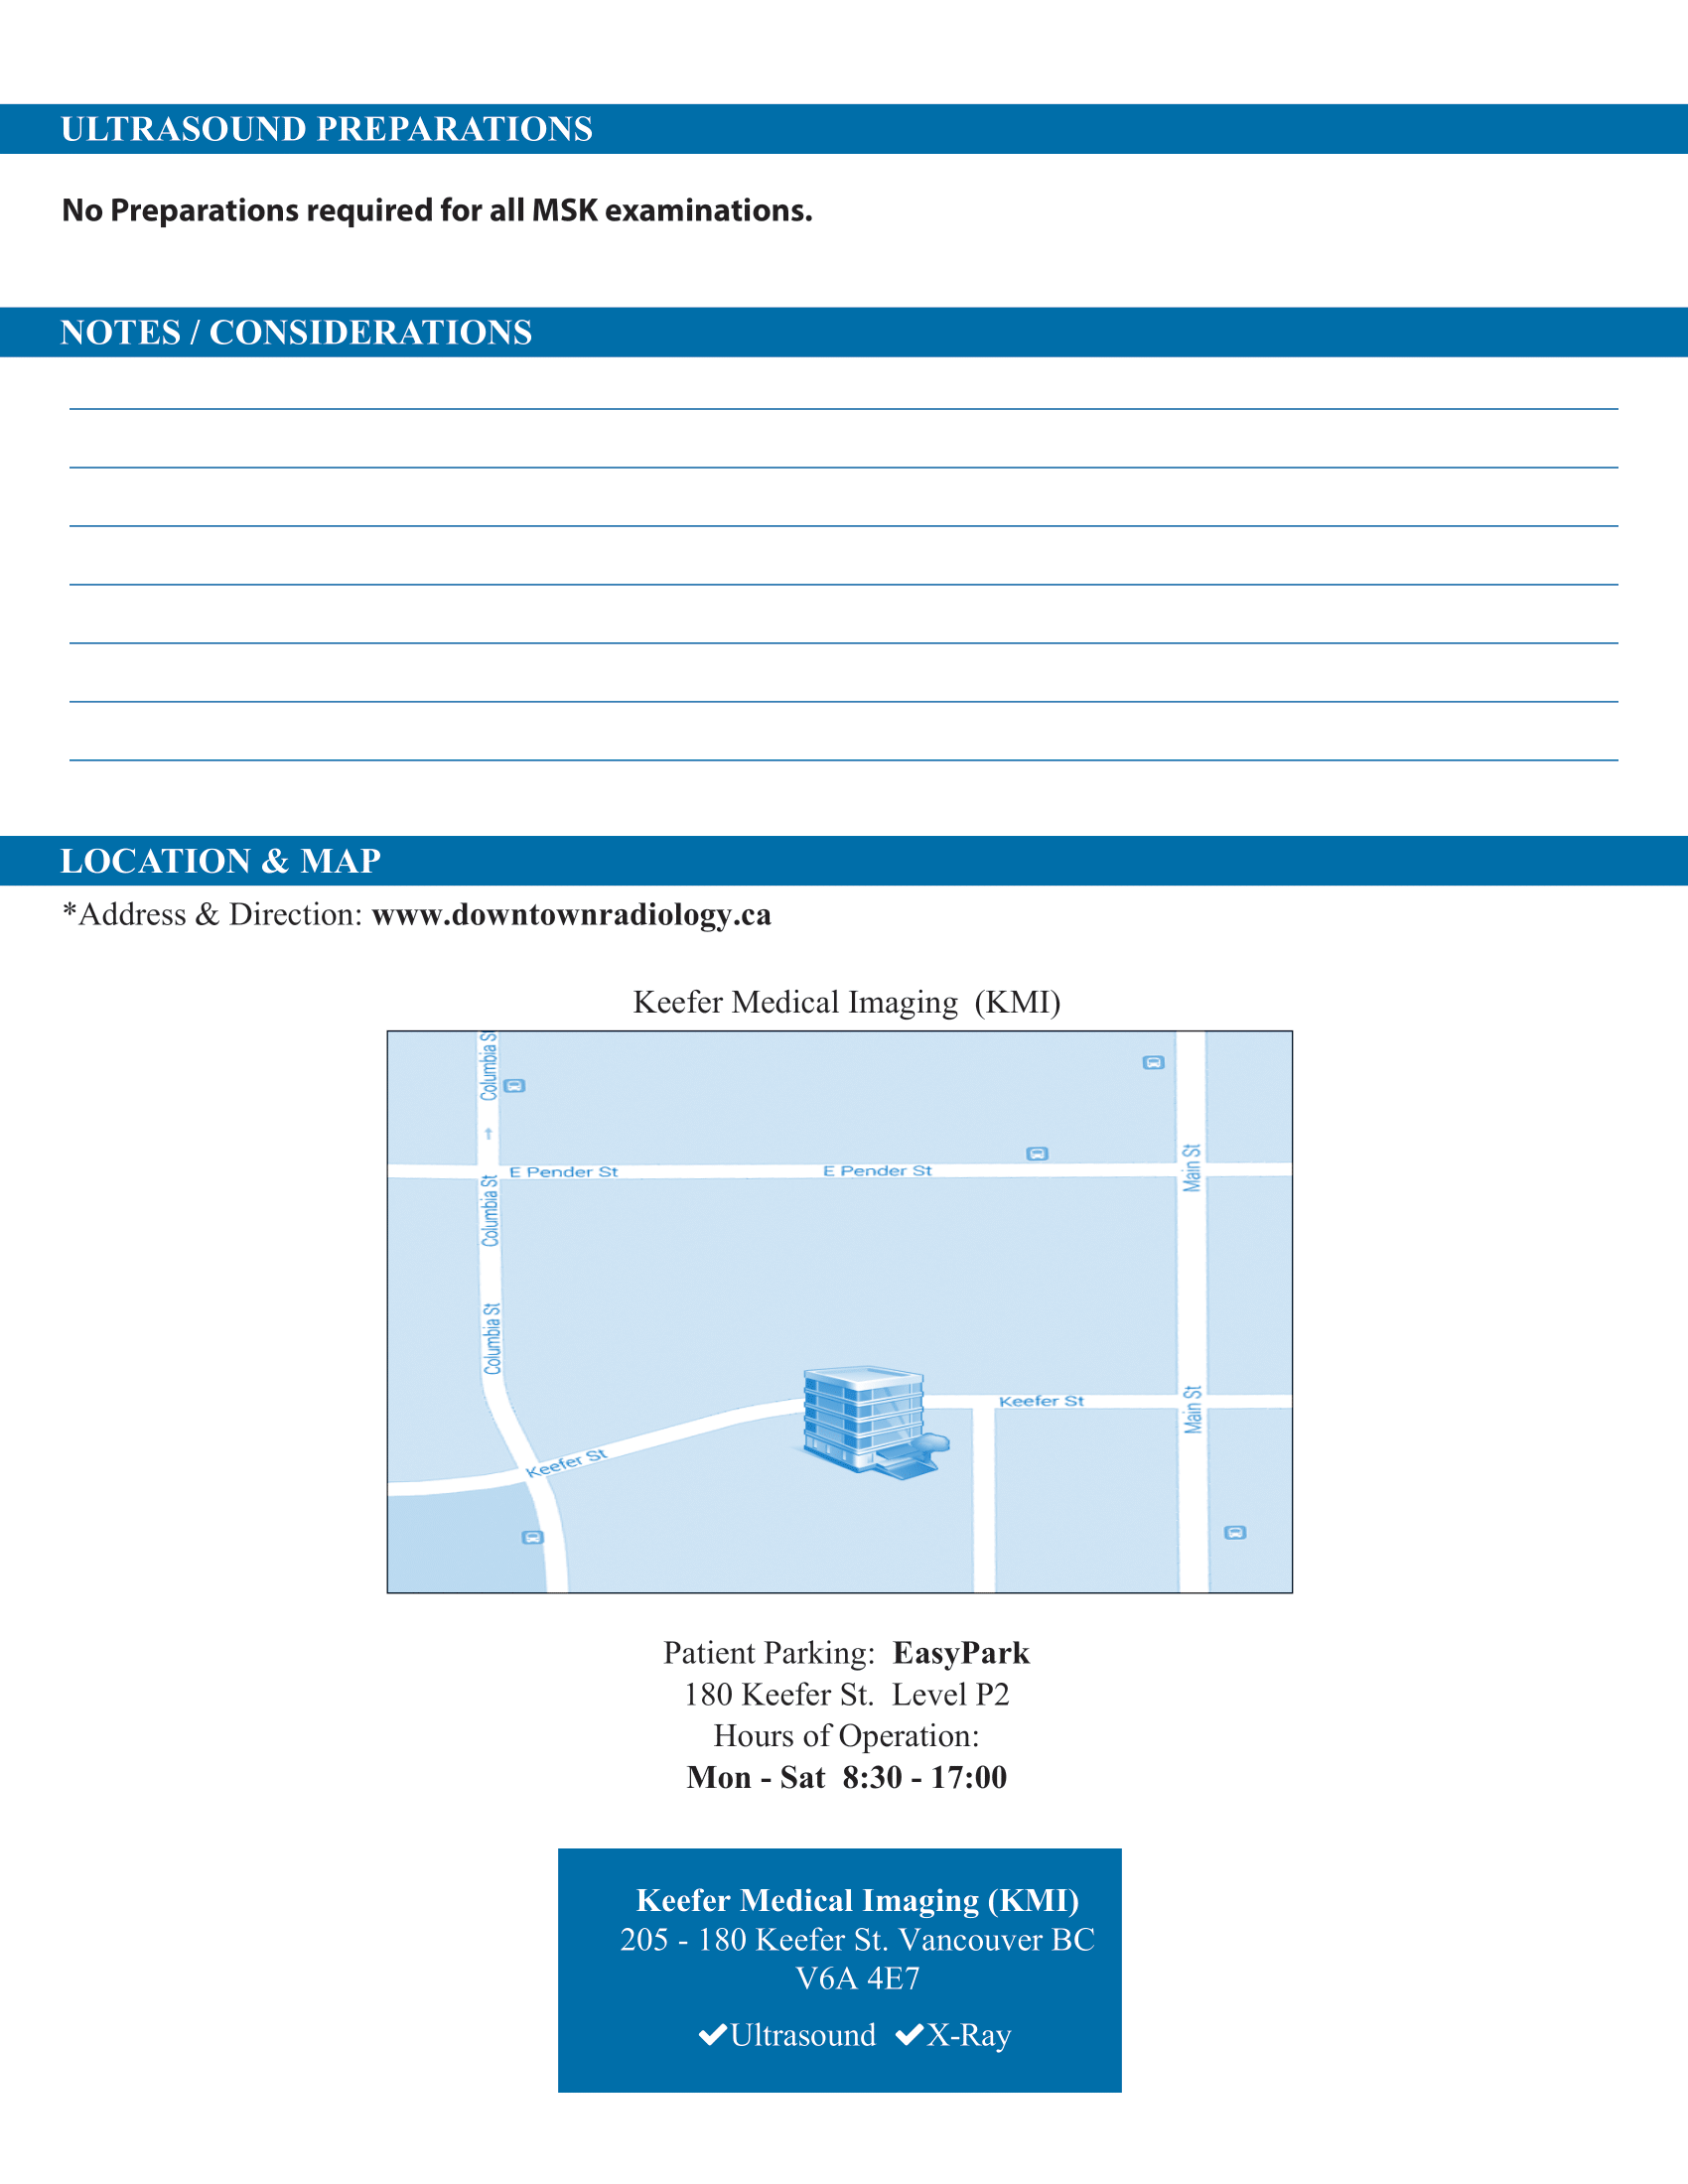 ULTRASOUND PREPARATIONS
No Preparations required for all MSK examinations.
NOTES / CONSIDERATIONS
LOCATION & MAP
*Address & Direction: www.downtownradiology.ca
Keefer Medical Imaging (KMI)
Columbia St
E Pender St
E Pender St
Main St
Columbia St
Columbia St
Keefer St
Main St
Keefer St
Patient Parking: EasyPark
180 Keefer St. Level P2
Hours of Operation:
Mon - Sat 8:30 - 17:00
Keefer Medical Imaging (KMI)
205 - 180 Keefer St. Vancouver BC
V6A 4E7
✔Ultrasound ✔X-Ray